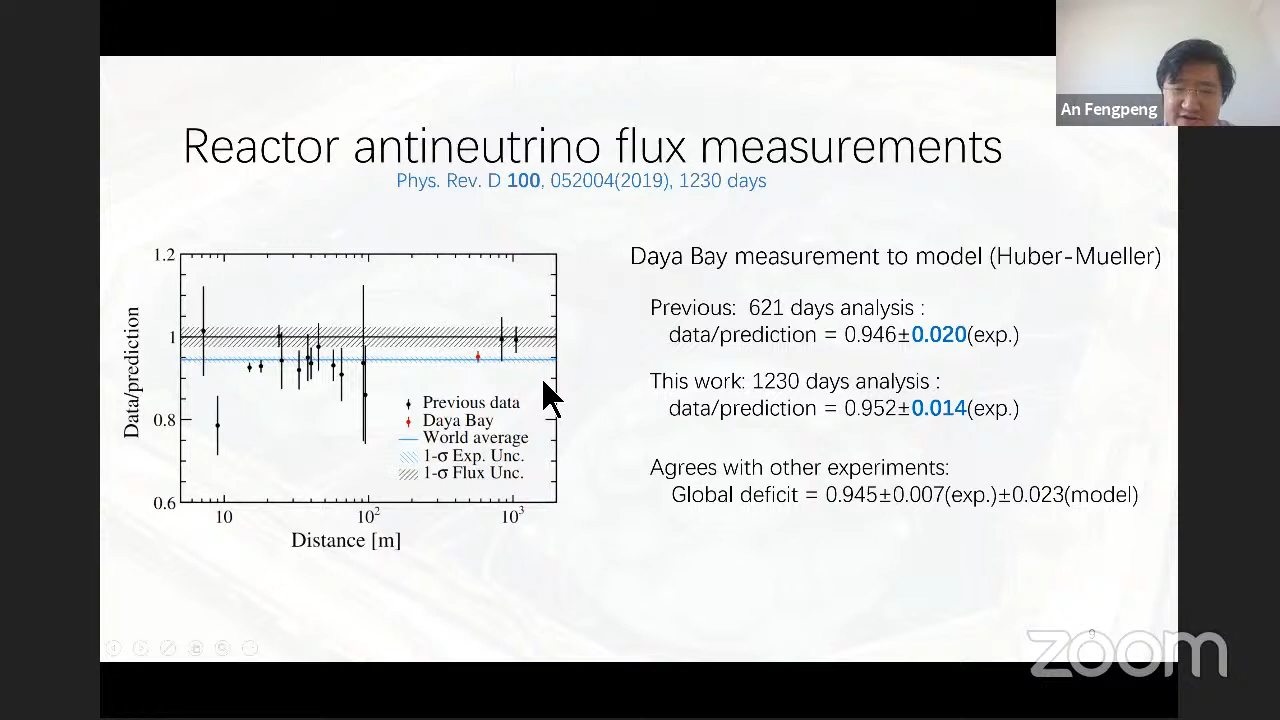 An Fengpeng
Reactor antineutrino flux measurements
Phys. Rev. D 100, 052004(2019), 1230 days
1.2
1
0.8
0.6
Data/prediction
Previous data
Daya Bay
World average
1-σ Exp. Unc.
1-σ Flux Unc.
10
10²
10³
Distance [m]
Daya Bay measurement to model (Huber-Mueller)
Previous: 621 days analysis :
data/prediction = 0.946±0.020(exp.)
This work: 1230 days analysis :
data/prediction = 0.952±0.014(exp.)
Agrees with other experiments:
Global deficit = 0.945±0.007(exp.)±0.023(model)
9
zoom